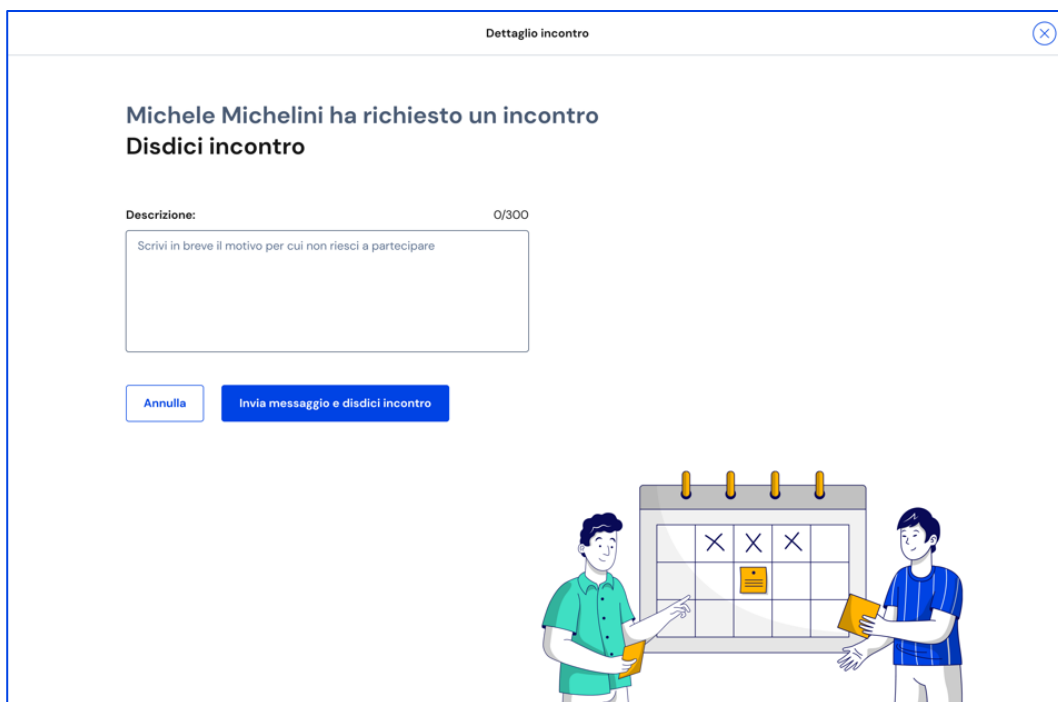 Dettaglio incontro
Michele Michelini ha richiesto un incontro
Disdici incontro
Descrizione: 0/300
Scrivi in breve il motivo per cui non riesci a partecipare
Annulla
Invia messaggio e disdici incontro